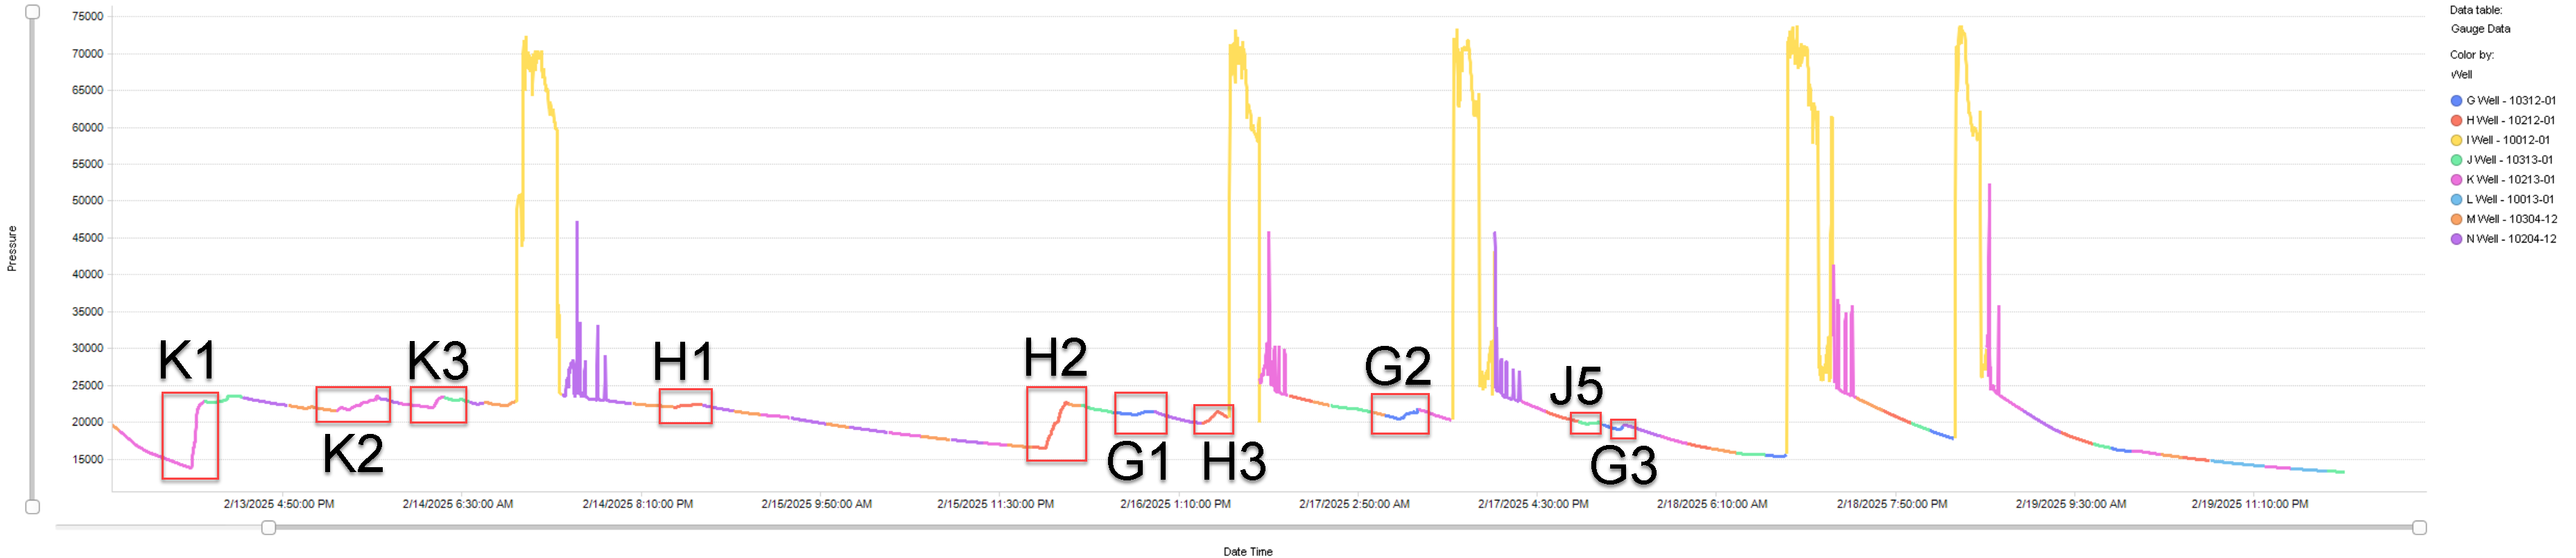 75000
70000
65000
60000
55000
50000
45000
40000
35000
30000
25000
20000
15000
Pressure
K1
K2
K3
H1
H2
G1
H3
G2
J5
G3
2/13/2025 4:50:00 PM
2/14/2025 6:30:00 AM
2/14/2025 8:10:00 PM
2/15/2025 9:50:00 AM
2/15/2025 11:30:00 PM
2/16/2025 1:10:00 PM
2/17/2025 2:50:00 AM
2/17/2025 4:30:00 PM
2/18/2025 6:10:00 AM
2/18/2025 7:50:00 PM
2/19/2025 9:30:00 AM
2/19/2025 11:10:00 PM
Date Time
Data table:
Gauge Data
Color by:
Well
G Well - 10312-01
H Well - 10212-01
I Well - 10012-01
J Well - 10313-01
K Well - 10213-01
L Well - 10013-01
M Well - 10304-12
N Well - 10204-12